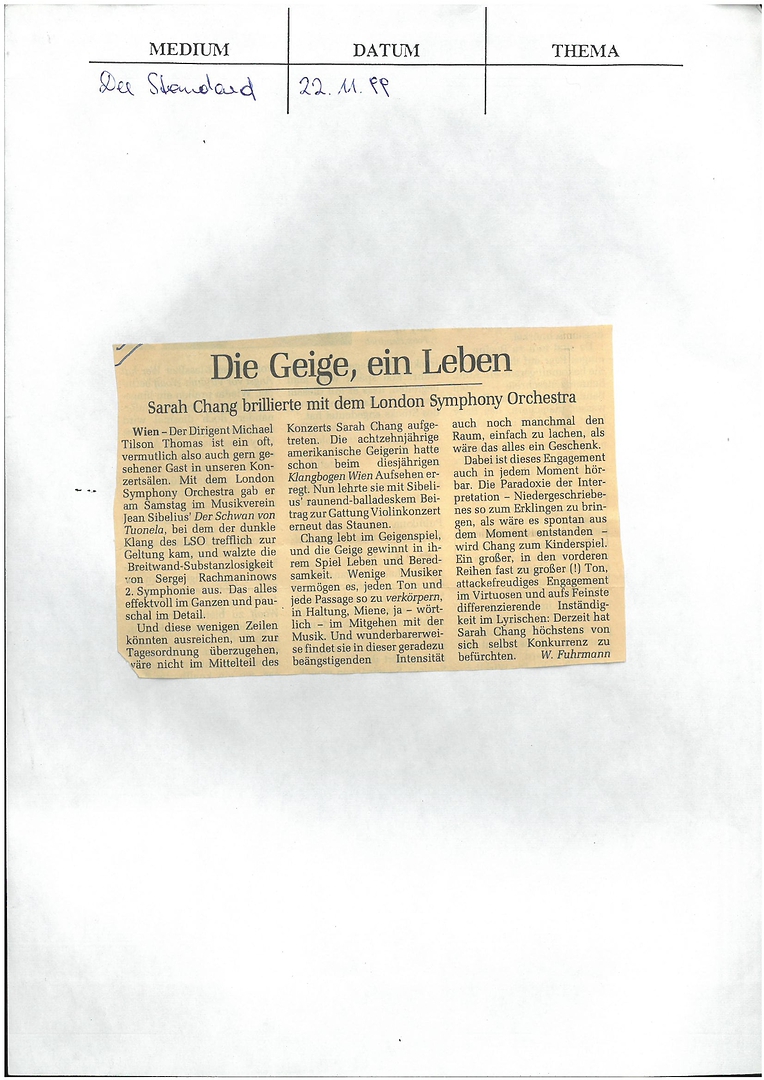 MEDIUM DATUM THEMA
Der Standard 22.11.99
Die Geige, ein Leben
Sarah Chang brillierte mit dem London Symphony Orchestra
Wien – Der Dirigent Michael
Tilson Thomas ist ein oft,
vermutlich also auch gern ge-
sehener Gast in unseren Kon-
zertsälen. Mit dem London
Symphony Orchestra gab er
am Samstag im Musikverein
Jean Sibelius' Der Schwan von
Tuonela, bei dem der dunkle
Klang des LSO trefflich zur
Geltung kam, und walzte die
Breitwand-Substanzlosigkeit
von Sergej Rachmaninows
2. Symphonie aus. Das alles
effektvoll im Ganzen und pau-
schal im Detail.
Und diese wenigen Zeilen
könnten ausreichen, um zur
Tagesordnung überzugehen,
wäre nicht im Mittelteil des
Konzerts Sarah Chang aufge-
treten. Die achtzehnjährige
amerikanische Geigerin hatte
schon beim diesjährigen
Klangbogen Wien Aufsehen er-
regt. Nun lehrte sie mit Sibeli-
us' raunend-balladeskem Bei-
trag zur Gattung Violinkonzert
erneut das Staunen.
Chang lebt im Geigenspiel,
und die Geige gewinnt in ih-
rem Spiel Leben und Bered-
samkeit. Wenige Musiker
vermögen es, jeden Ton und
jede Passage so zu verkörpern,
in Haltung, Miene, ja – wört-
lich – im Mitgehen mit der
Musik. Und wunderbarerwei-
se findet sie in dieser geradezu
beängstigenden Intensität
auch noch manchmal den
Raum, einfach zu lachen, als
wäre das alles ein Geschenk.
Dabei ist dieses Engagement
auch in jedem Moment hör-
bar. Die Paradoxie der Inter-
pretation – Niedergeschriebe-
nes so zum Erklingen zu brin-
gen, als wäre es spontan aus
dem Moment entstanden –
wird Chang zum Kinderspiel.
Ein großer, in den vorderen
Reihen fast zu großer (!) Ton,
attackefreudiges Engagement
im Virtuosen und aufs Feinste
differenzierende Inständig-
keit im Lyrischen: Derzeit hat
Sarah Chang höchstens von
sich selbst Konkurrenz zu
befürchten. W. Fuhrmann